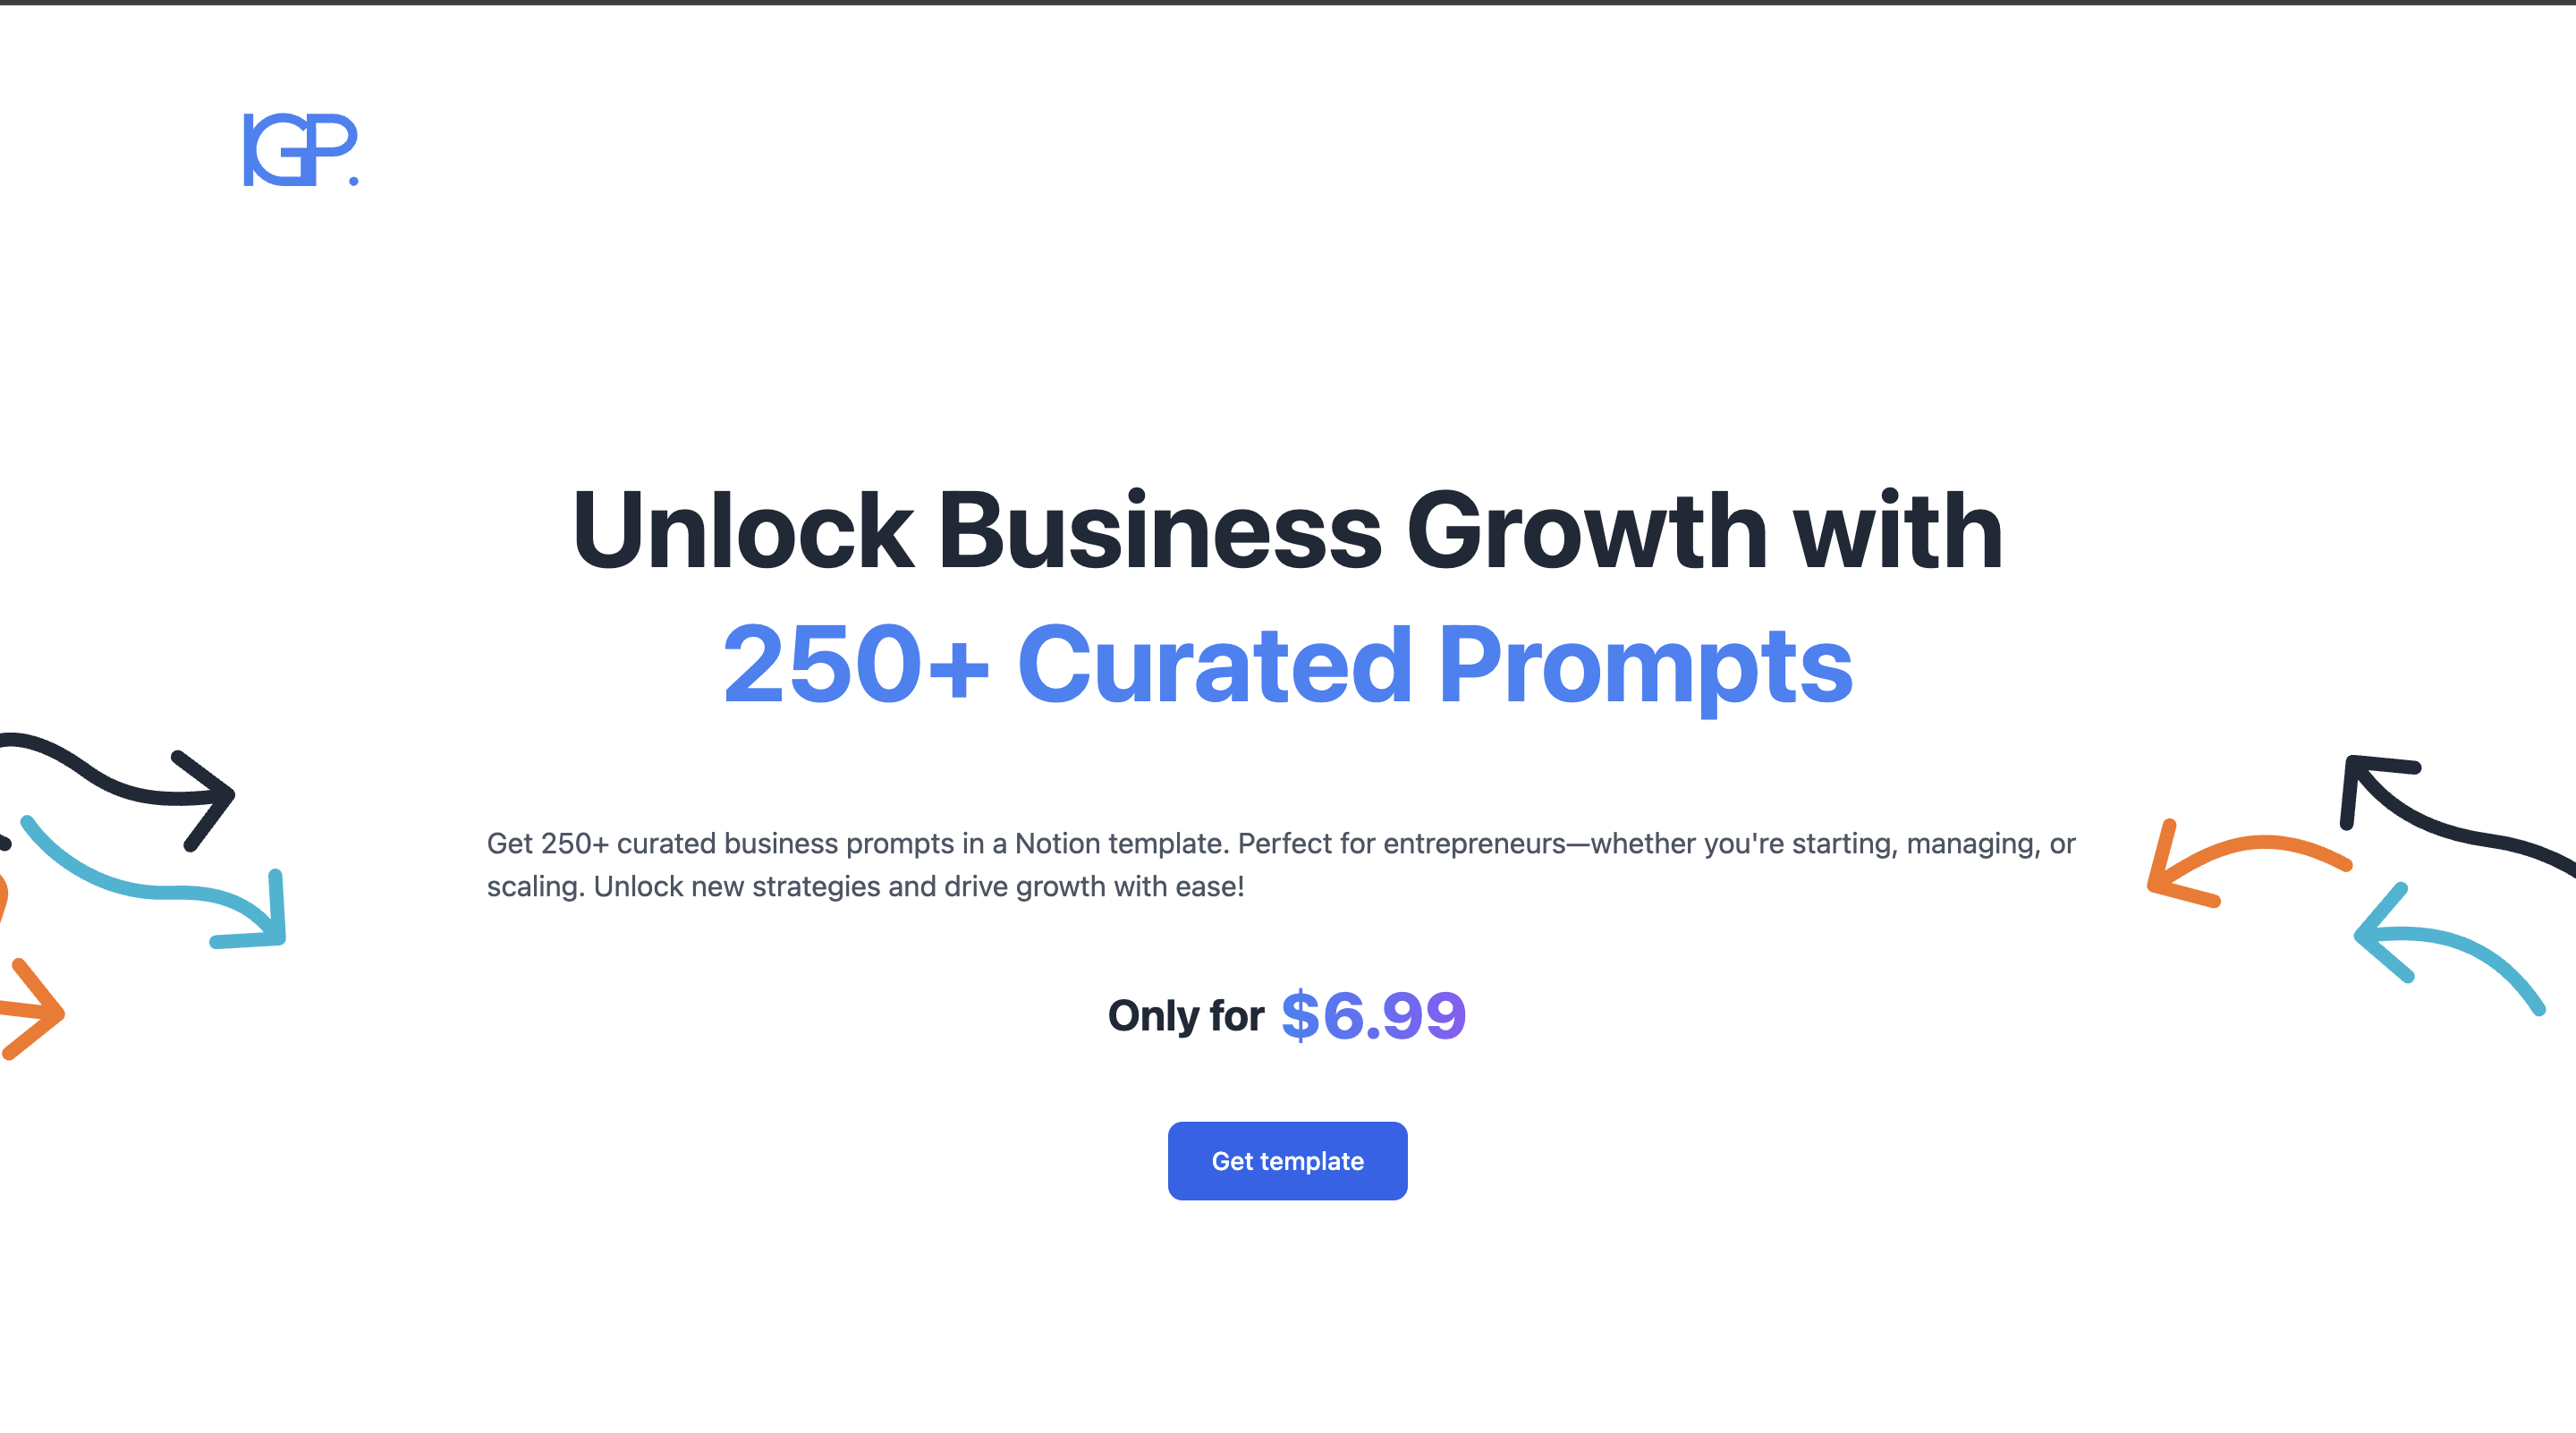 IGP.
Unlock Business Growth with
250+ Curated Prompts
Get 250+ curated business prompts in a Notion template. Perfect for entrepreneurs—whether you're starting, managing, or
scaling. Unlock new strategies and drive growth with ease!
Only for $6.99
Get template